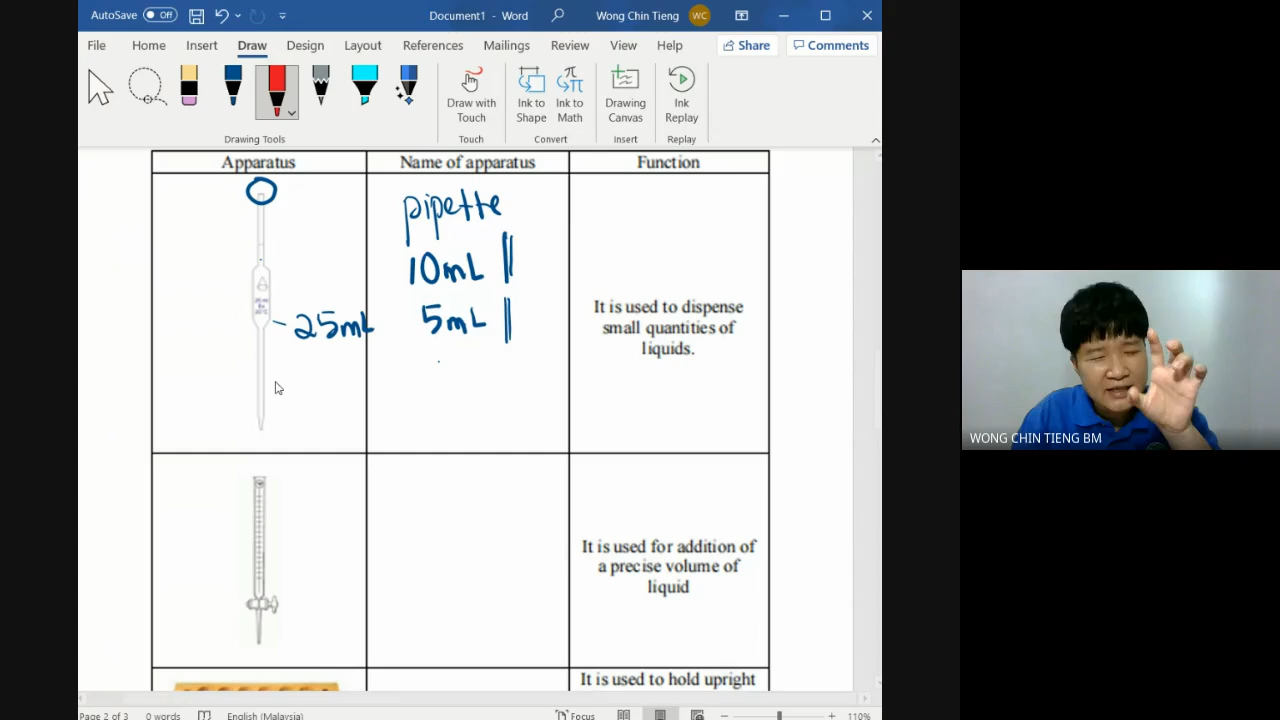 AutoSave Off Document1 - Word Wong Chin Tieng WC
File Home Insert Draw Design Layout References Mailings Review View Help Share Comments
Draw with Touch
Ink to Shape
Ink to Math
Drawing Canvas
Ink Replay
Drawing Tools Touch Convert Insert Replay
Apparatus Name of apparatus Function
pipette
10mL
5mL
25mL
It is used to dispense
small quantities of
liquids.
It is used for addition of
a precise volume of
liquid
It is used to hold upright
WONG CHIN TIENG BM
Page 2 of 3 0 words English (Malaysia) Focus 110%